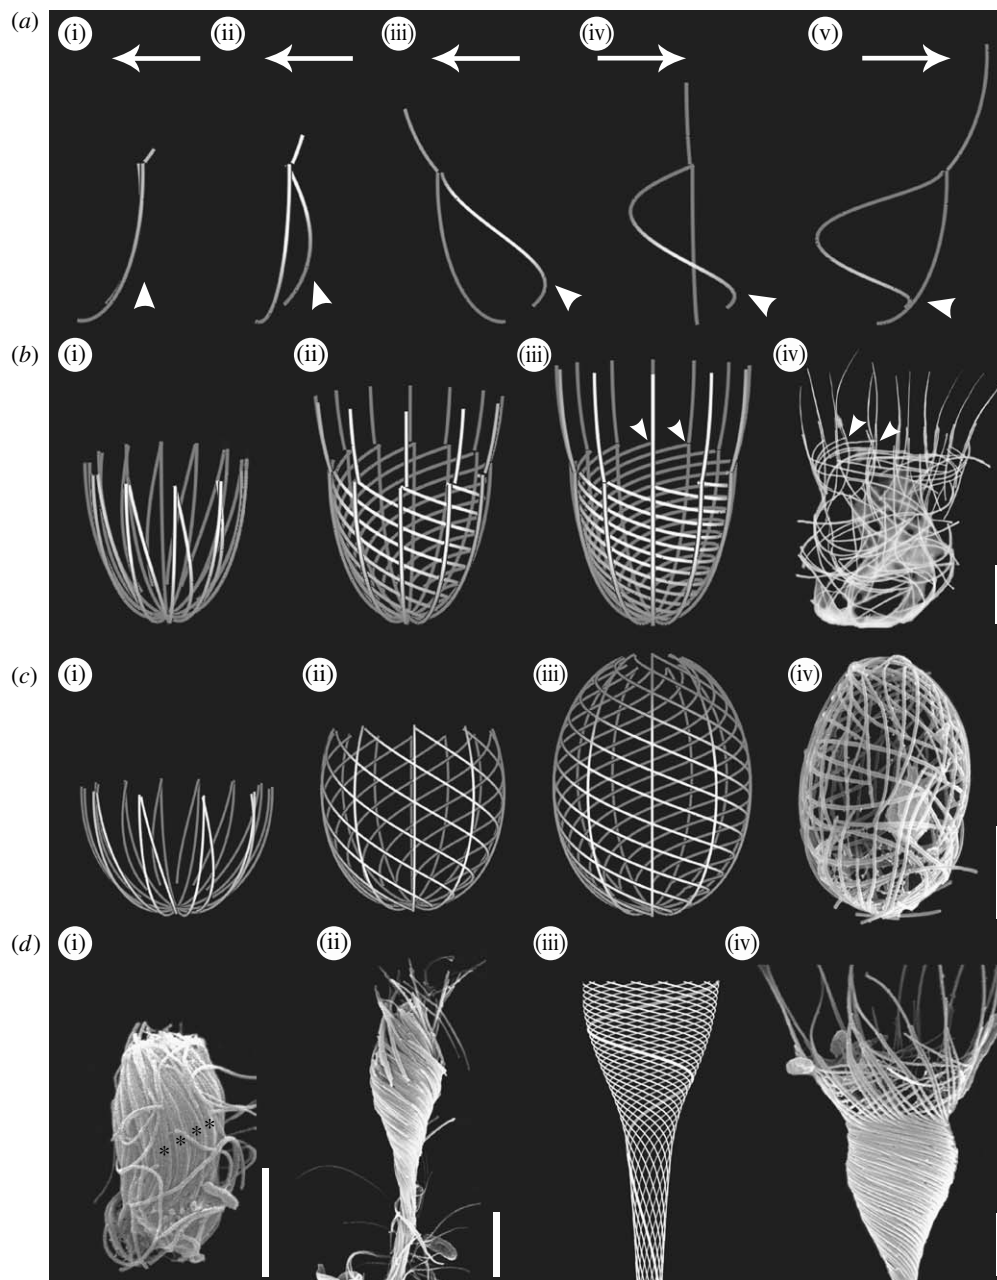 (a) (i) (ii) (iii) (iv) (v)
(b) (i) (ii) (iii) (iv)
(c) (i) (ii) (iii) (iv)
(d) (i) (ii) (iii) (iv)
* * * *